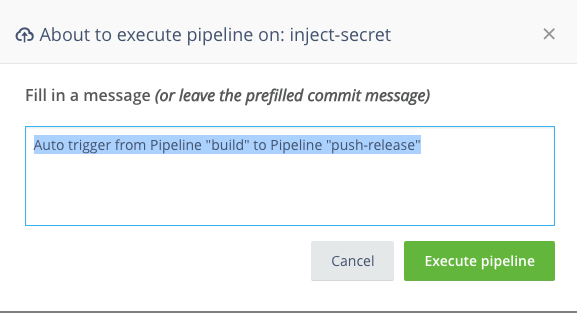 About to execute pipeline on: inject-secret
Fill in a message (or leave the prefilled commit message)
Auto trigger from Pipeline "build" to Pipeline "push-release"
Cancel
Execute pipeline